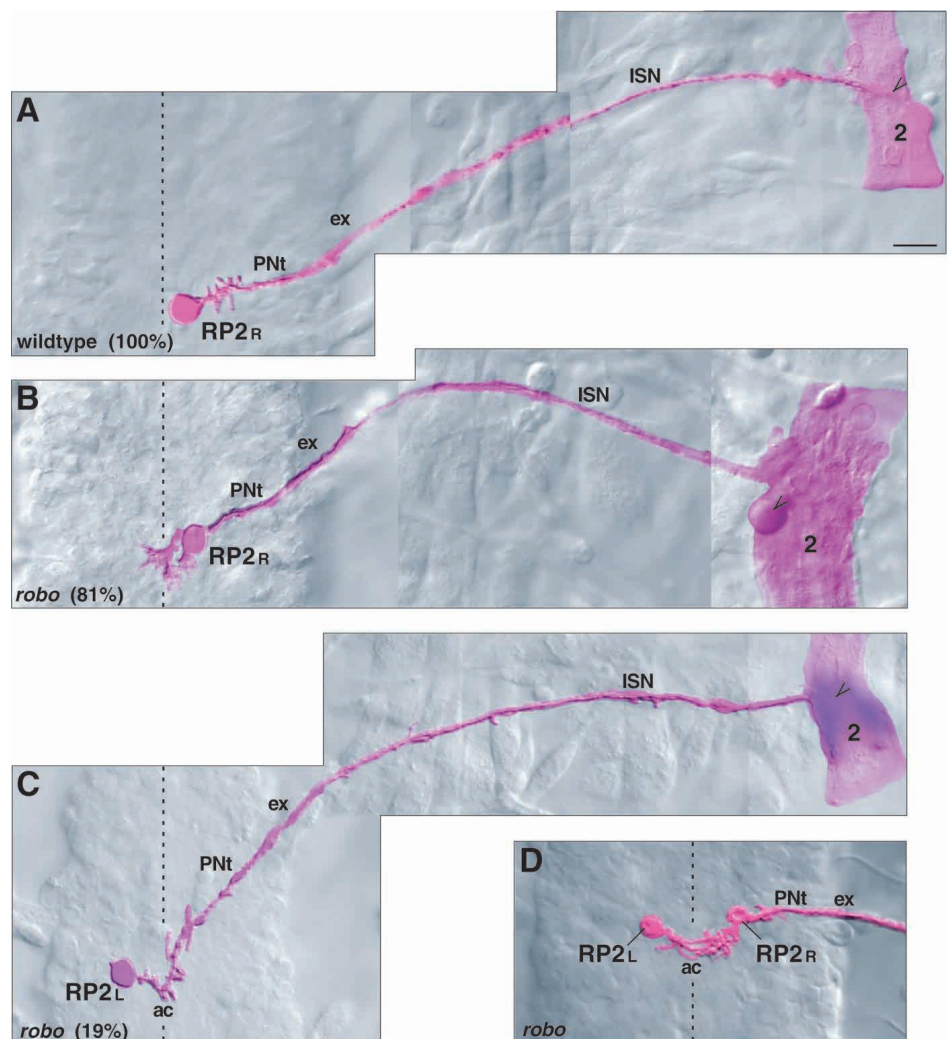 A
ISN
2
ex
PNt
RP2R
wildtype (100%)
B
ISN
ex
PNt
RP2R
2
robo (81%)
C
ISN
2
ex
PNt
RP2L
ac
robo (19%)
D
PNt
ex
RP2L
ac
RP2R
robo